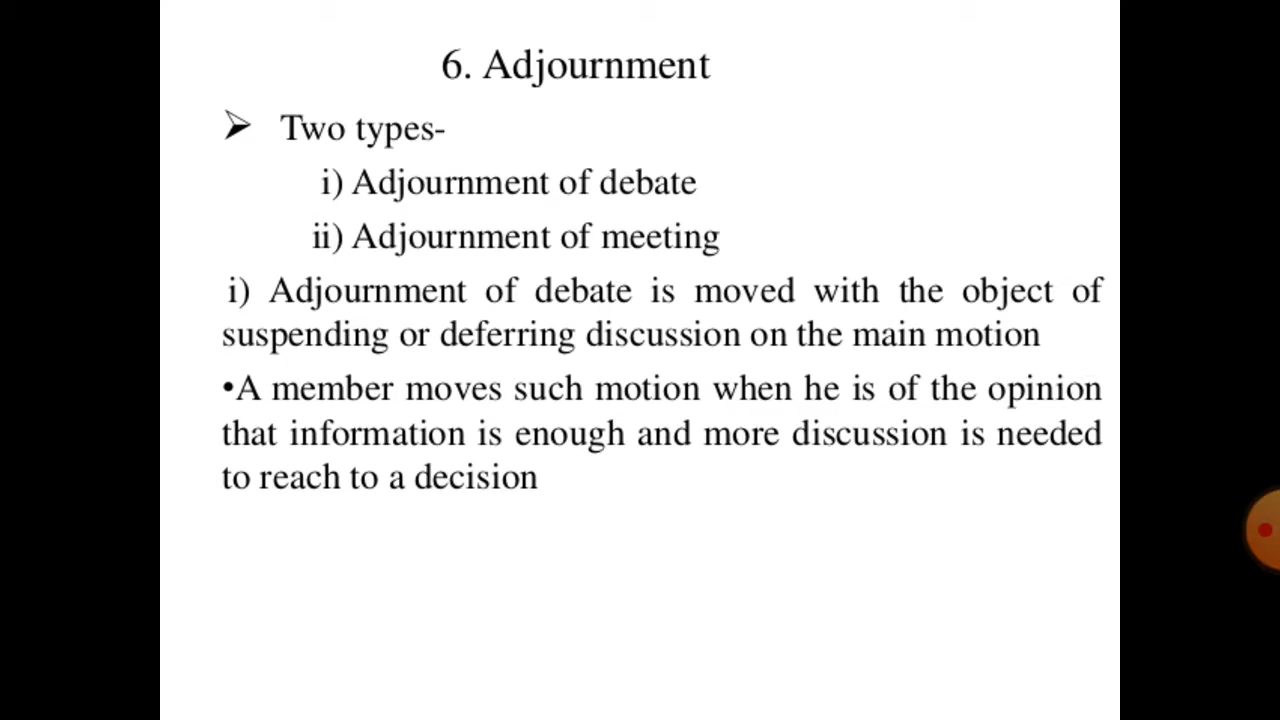 6. Adjournment
➢ Two types-
i) Adjournment of debate
ii) Adjournment of meeting
i) Adjournment of debate is moved with the object of
suspending or deferring discussion on the main motion
•A member moves such motion when he is of the opinion
that information is enough and more discussion is needed
to reach to a decision